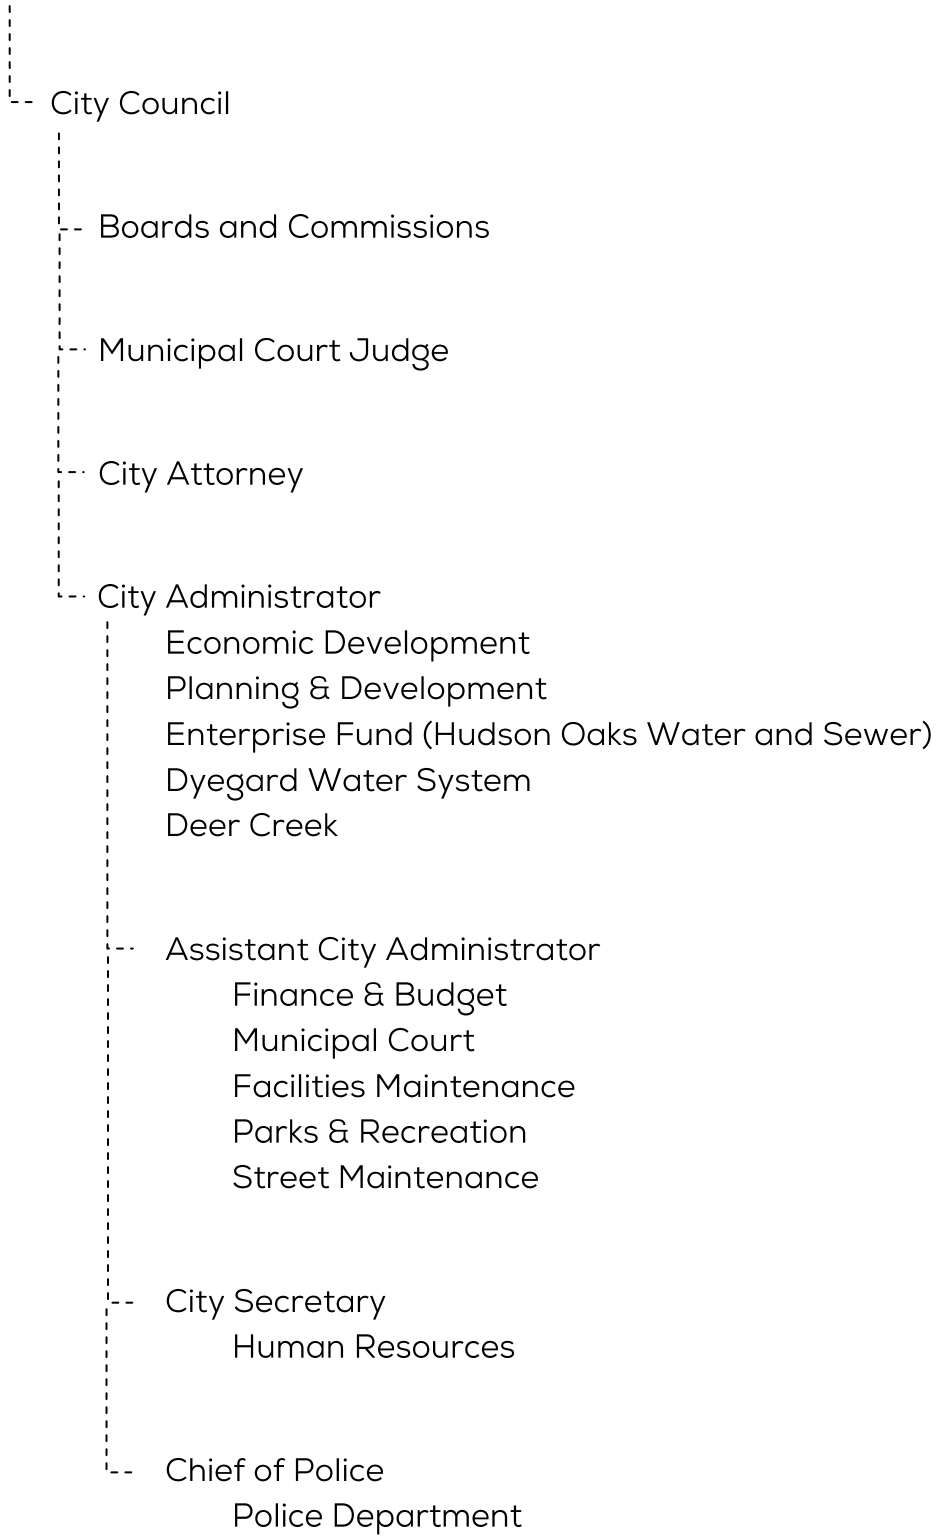 City Council
Boards and Commissions
Municipal Court Judge
City Attorney
City Administrator
Economic Development
Planning & Development
Enterprise Fund (Hudson Oaks Water and Sewer)
Dyegard Water System
Deer Creek
Assistant City Administrator
Finance & Budget
Municipal Court
Facilities Maintenance
Parks & Recreation
Street Maintenance
City Secretary
Human Resources
Chief of Police
Police Department